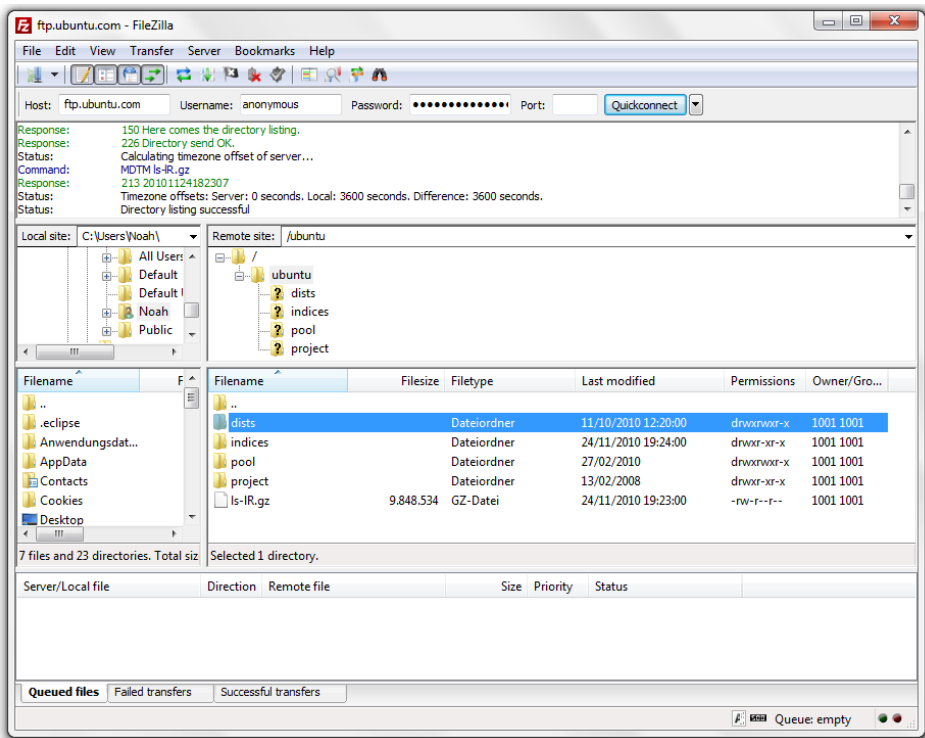 ftp.ubuntu.com - FileZilla
File Edit View Transfer Server Bookmarks Help
Host: ftp.ubuntu.com Username: anonymous Password: •••••••••••••• Port: Quickconnect
Response: 150 Here comes the directory listing.
Response: 226 Directory send OK.
Status: Calculating timezone offset of server...
Command: MDTM ls-lR.gz
Response: 213 20101124182307
Status: Timezone offsets: Server: 0 seconds. Local: 3600 seconds. Difference: 3600 seconds.
Status: Directory listing successful
Local site: C:\Users\Noah\
All Users
Default
Default
Noah
Public
Remote site: /ubuntu
/
ubuntu
dists
indices
pool
project
Filename F
..
.eclipse
Anwendungsdat...
AppData
Contacts
Cookies
Desktop
7 files and 23 directories. Total siz
Filename Filesize Filetype Last modified Permissions Owner/Gro...
..
dists Dateiordner 11/10/2010 12:20:00 drwxrwxr-x 1001 1001
indices Dateiordner 24/11/2010 19:24:00 drwxr-xr-x 1001 1001
pool Dateiordner 27/02/2010 drwxrwxr-x 1001 1001
project Dateiordner 13/02/2008 drwxr-xr-x 1001 1001
ls-lR.gz 9.848.534 GZ-Datei 24/11/2010 19:23:00 -rw-r--r-- 1001 1001
Selected 1 directory.
Server/Local file Direction Remote file Size Priority Status
Queued files Failed transfers Successful transfers
Queue: empty